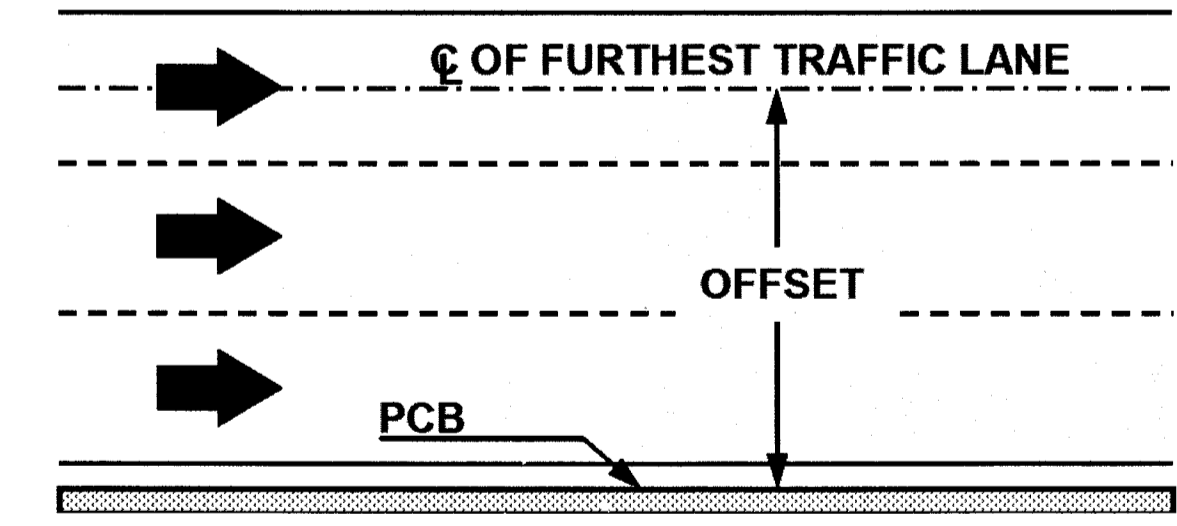 ℄ OF FURTHEST TRAFFIC LANE
OFFSET
PCB